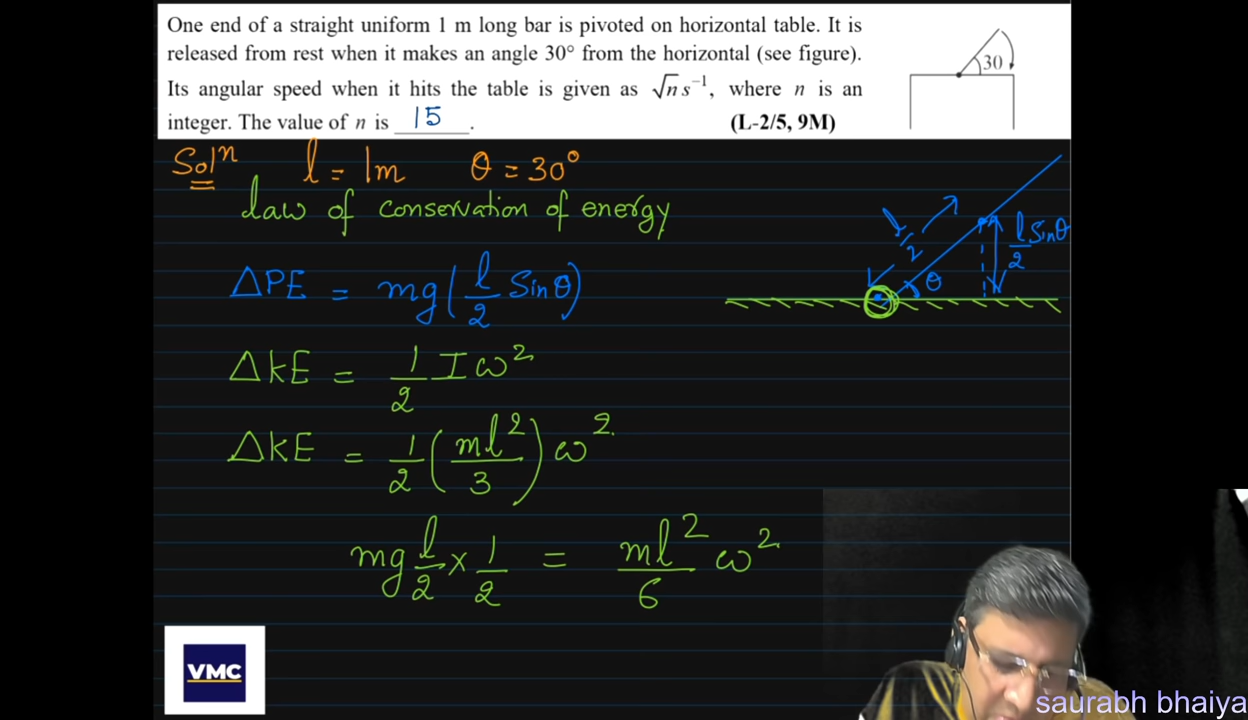 One end of a straight uniform 1 m long bar is pivoted on horizontal table. It is
released from rest when it makes an angle 30° from the horizontal (see figure).
Its angular speed when it hits the table is given as √n s⁻¹, where n is an
integer. The value of n is 15.
(L-2/5, 9M)
30
Solⁿ l = 1m θ = 30°
Law of conservation of energy
ΔPE = mg(l/2 Sinθ)
l/2
l/2 Sinθ
θ
ΔKE = 1/2 I ω²
ΔKE = 1/2 (ml²/3) ω²
mg l/2 × 1/2 = ml²/6 ω²
VMC
saurabh bhaiya